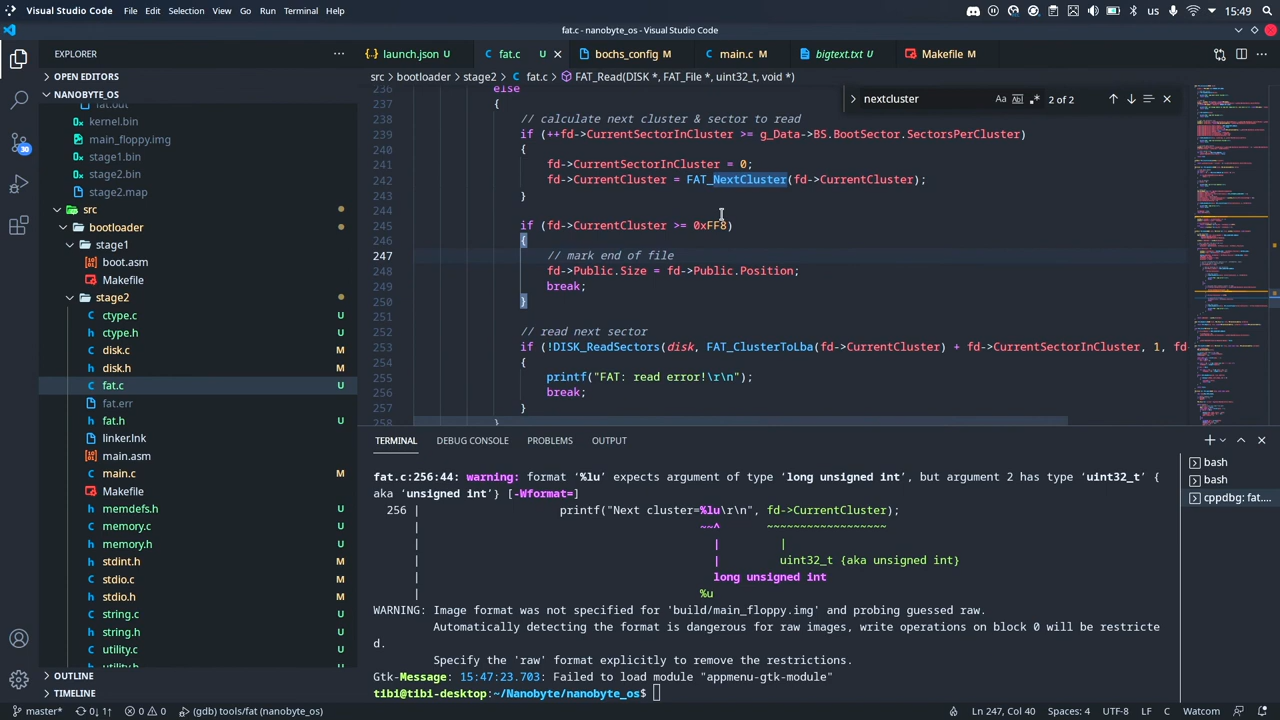 Visual Studio Code File Edit Selection View Go Run Terminal Help us 15:49
fat.c - nanobyte_os - Visual Studio Code
EXPLORER
launch.json M
fat.c U
bochs_config M
main.c M
bigtext.txt U
Makefile M
OPEN EDITORS
src > bootloader > stage2 > fat.c > FAT_Read(DISK *, FAT_File *, uint32_t, void *)
nextcluster Aa 2 of 2
NANOBYTE_OS
fat.out
kernel.bin
main_floppy.img
stage1.bin
stage2.bin
stage2.map
src
bootloader
stage1
boot.asm
Makefile
stage2
ctype.c U
ctype.h U
disk.c M
disk.h M
fat.c U
fat.err
fat.h U
linker.lnk
main.asm
main.c M
Makefile
memdefs.h U
memory.c U
memory.h U
stdint.h M
stdio.c M
stdio.h M
string.c U
string.h U
utility.c U
utility.h U
OUTLINE
TIMELINE
236 else
237 {
238 calculate next cluster & sector to read
239 if (++fd->CurrentSectorInCluster >= g_Data->BS.BootSector.SectorsPerCluster)
240
241 fd->CurrentSectorInCluster = 0;
242 fd->CurrentCluster = FAT_NextCluster(fd->CurrentCluster);
243
244
245 if (fd->CurrentCluster >= 0xFF8)
246
247 // mark end of file
248 fd->Public.Size = fd->Public.Position;
249 break;
250 }
251
252 read next sector
253 !DISK_ReadSectors(disk, FAT_ClusterToLba(fd->CurrentCluster) + fd->CurrentSectorInCluster, 1, fd-
254 {
255 printf("FAT: read error!\r\n");
256 break;
257 }
258
TERMINAL DEBUG CONSOLE PROBLEMS OUTPUT
fat.c:256:44: warning: format ‘%lu’ expects argument of type ‘long unsigned int’, but argument 2 has type ‘uint32_t {
aka ‘unsigned int’} [-Wformat=]
256 | printf("Next cluster=%lu\r\n", fd->CurrentCluster);
| ~~^ ~~~~~~~~~~~~~~~~~~
| | |
| | uint32_t {aka unsigned int}
| long unsigned int
| %u
WARNING: Image format was not specified for 'build/main_floppy.img' and probing guessed raw.
Automatically detecting the format is dangerous for raw images, write operations on block 0 will be restricte
d.
Specify the 'raw' format explicitly to remove the restrictions.
Gtk-Message: 15:47:23.703: Failed to load module "appmenu-gtk-module"
tibi@tibi-desktop:~/Nanobyte/nanobyte_os$
bash
bash
cppdbg: fat....
30
master* 0↓ 1↑ 0 0 (gdb) tools/fat (nanobyte_os) Ln 247, Col 40 Spaces: 4 UTF-8 LF C Watcom